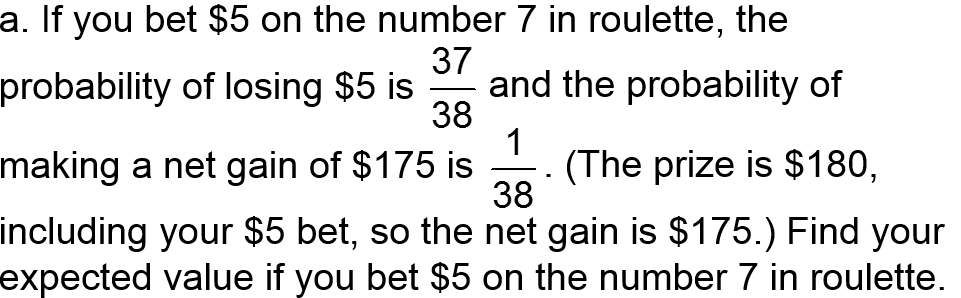 a. If you bet $5 on the number 7 in roulette, the
probability of losing $5 is 37/38 and the probability of
making a net gain of $175 is 1/38. (The prize is $180,
including your $5 bet, so the net gain is $175.) Find your
expected value if you bet $5 on the number 7 in roulette.